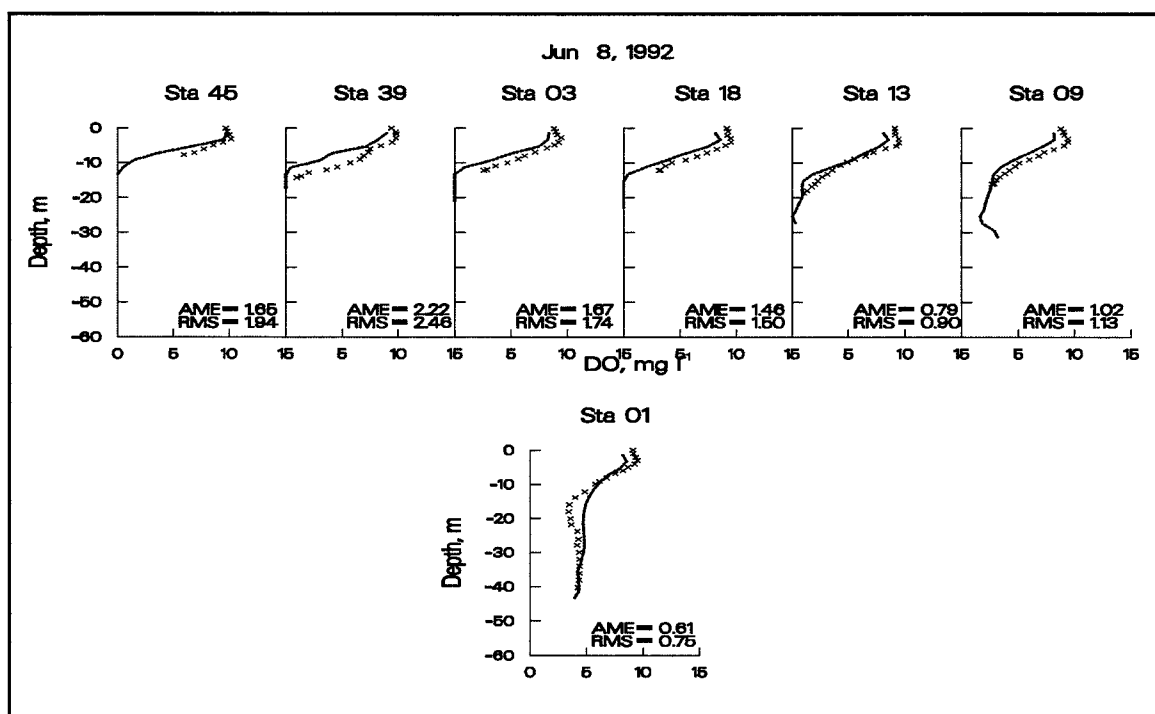 Jun 8, 1992
Sta 45 Sta 39 Sta 03 Sta 18 Sta 13 Sta 09
0
-10
-20
-30
-40
-50
-60
Depth, m
AME = 1.65 AME = 2.22 AME = 1.67 AME = 1.46 AME = 0.79 AME = 1.02
RMS = 1.94 RMS = 2.46 RMS = 1.74 RMS = 1.50 RMS = 0.90 RMS = 1.13
0 5 10 15 5 10 15 5 10 15 5 10 15 5 10 15 5 10 15
DO, mg l⁻¹
Sta 01
0
-10
-20
-30
-40
-50
-60
Depth, m
AME = 0.61
RMS = 0.75
0 5 10 15